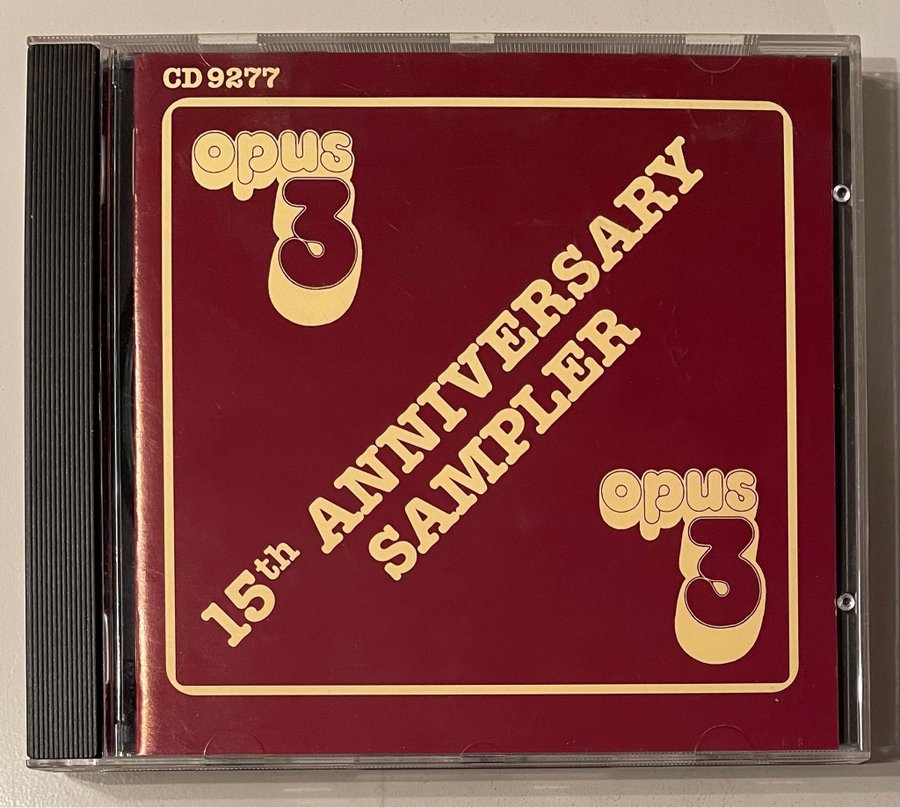 CD 9277
opus
3
15th ANNIVERSARY
SAMPLER
opus
3